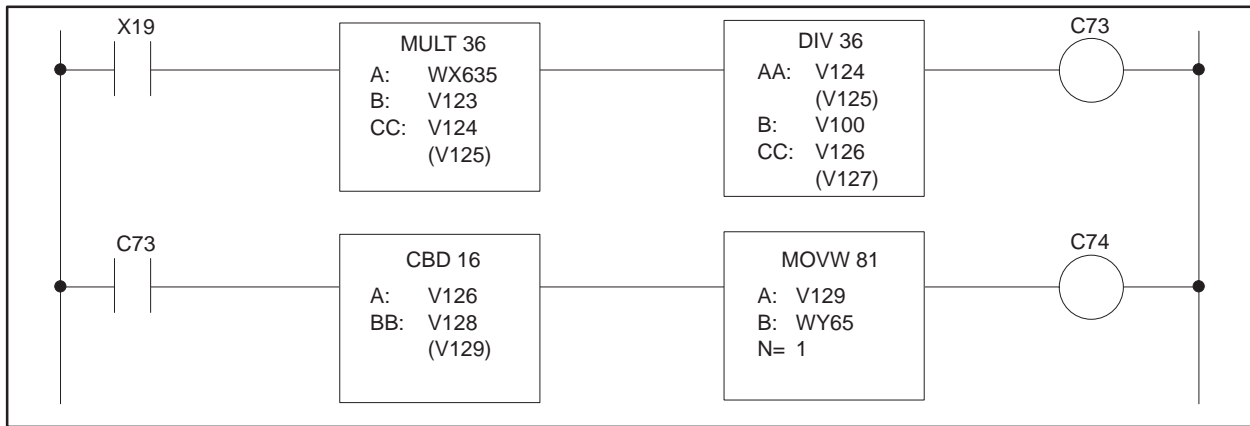 X19
MULT 36
A: WX635
B: V123
CC: V124
(V125)
DIV 36
AA: V124
(V125)
B: V100
CC: V126
(V127)
C73
C73
CBD 16
A: V126
BB: V128
(V129)
MOVW 81
A: V129
B: WY65
N= 1
C74